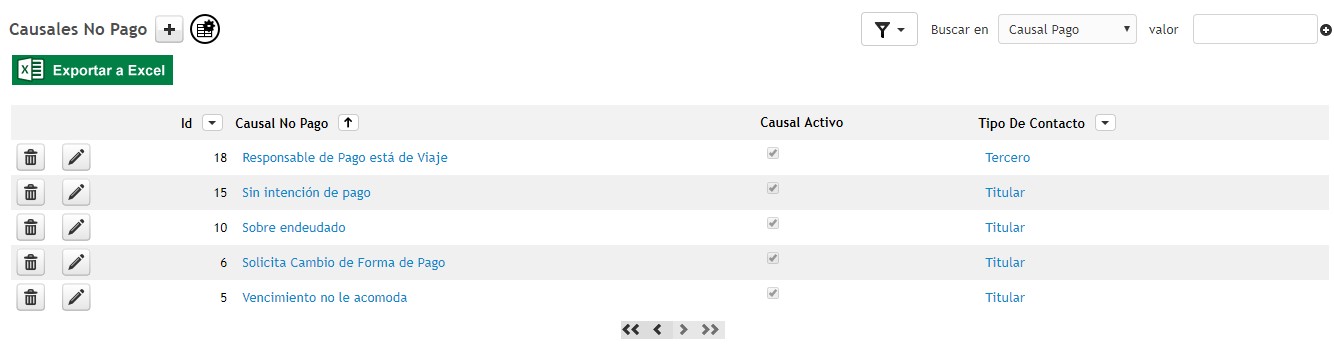 Causales No Pago Buscar en Causal Pago valor
Exportar a Excel
Id Causal No Pago Causal Activo Tipo De Contacto
18 Responsable de Pago está de Viaje Tercero
15 Sin intención de pago Titular
10 Sobre endeudado Titular
6 Solicita Cambio de Forma de Pago Titular
5 Vencimiento no le acomoda Titular